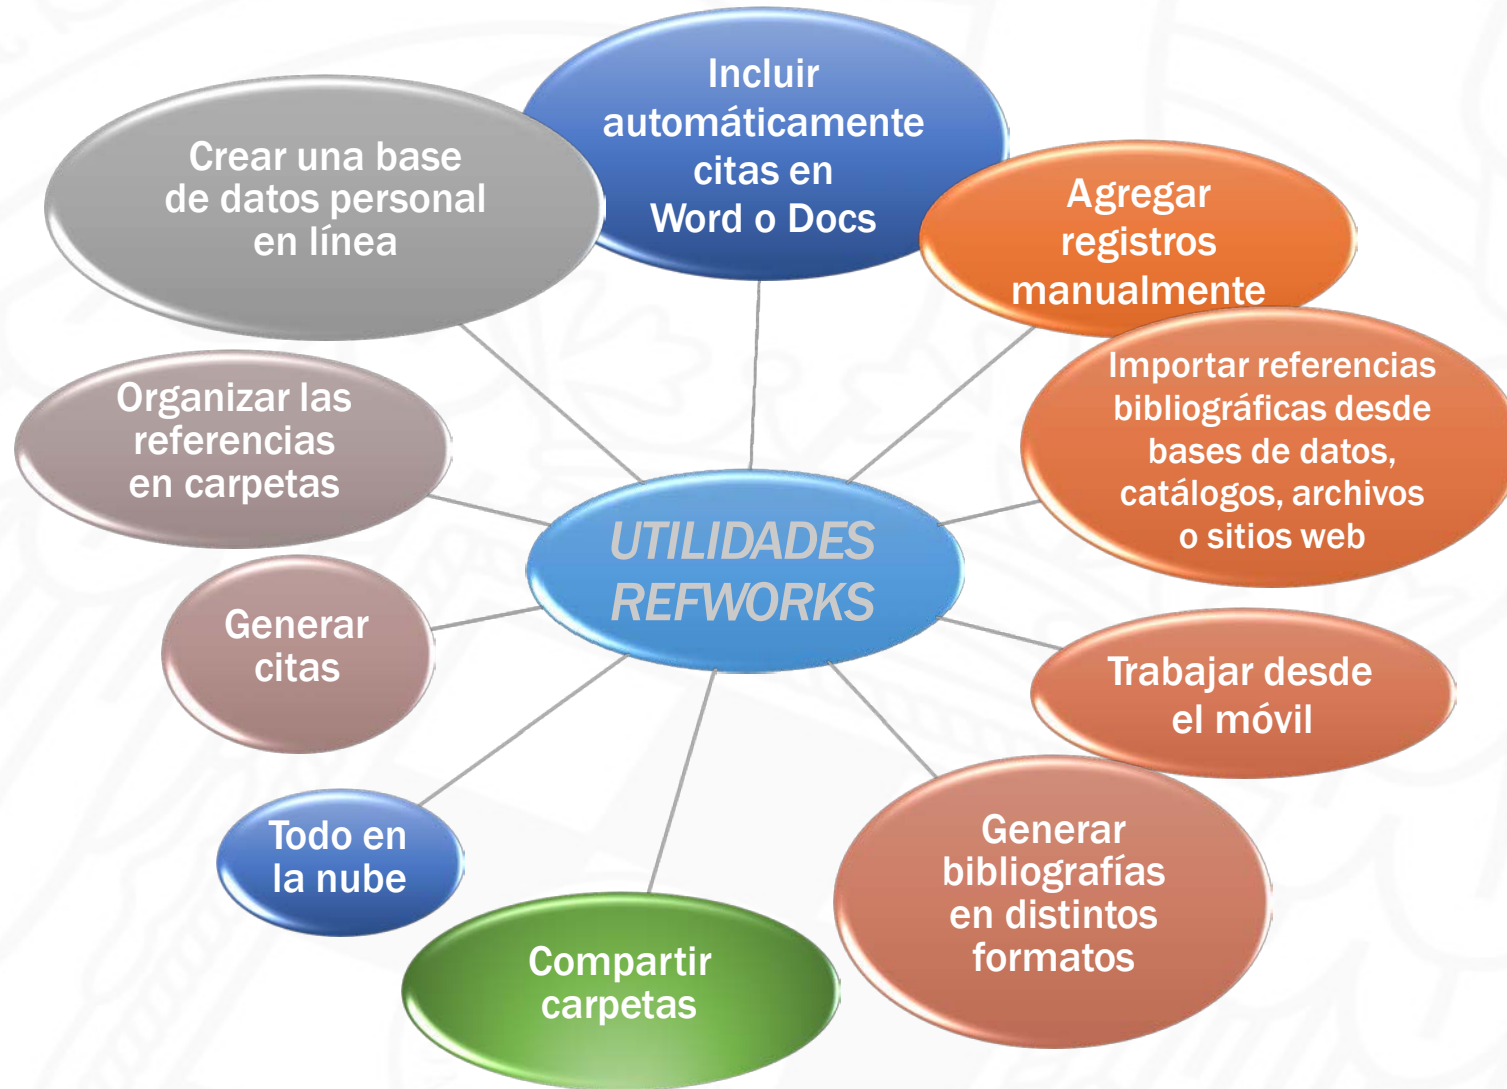 Incluir
automáticamente
citas en
Word o Docs
Agregar
registros
manualmente
Importar referencias
bibliográficas desde
bases de datos,
catálogos, archivos
o sitios web
Trabajar desde
el móvil
Generar
bibliografías
en distintos
formatos
Compartir
carpetas
Todo en
la nube
Generar
citas
Organizar las
referencias
en carpetas
Crear una base
de datos personal
en línea
UTILIDADES
REFWORKS